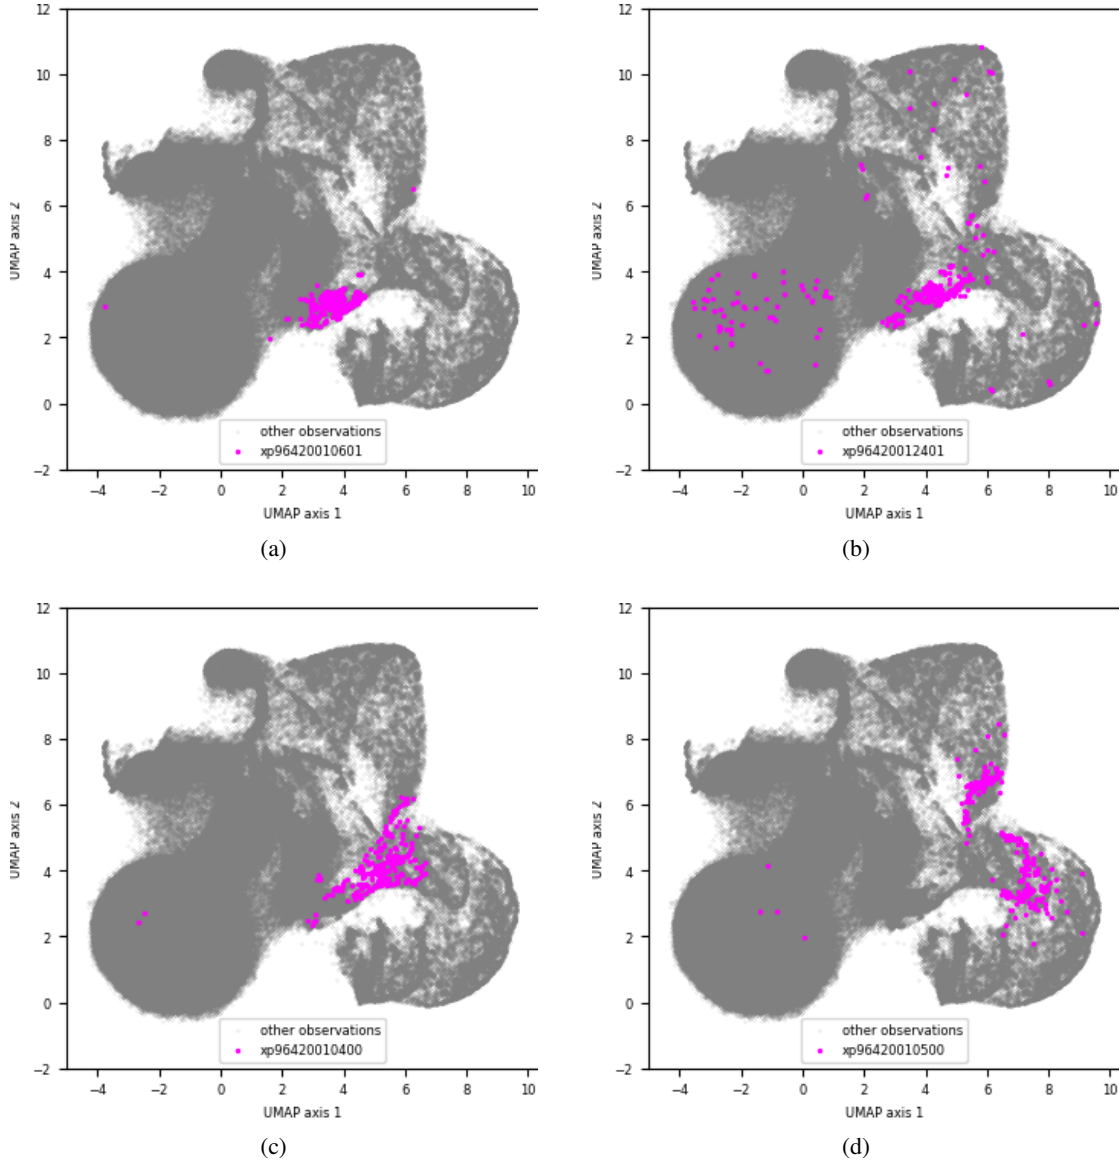 12
10
8
6
4
2
0
−2
UMAP axis 2
−4 −2 0 2 4 6 8 10
UMAP axis 1
other observations
xp96420010601
(a)
12
10
8
6
4
2
0
−2
UMAP axis 2
−4 −2 0 2 4 6 8 10
UMAP axis 1
other observations
xp96420012401
(b)
12
10
8
6
4
2
0
−2
UMAP axis 2
−4 −2 0 2 4 6 8 10
UMAP axis 1
other observations
xp96420010400
(c)
12
10
8
6
4
2
0
−2
UMAP axis 2
−4 −2 0 2 4 6 8 10
UMAP axis 1
other observations
xp96420010500
(d)